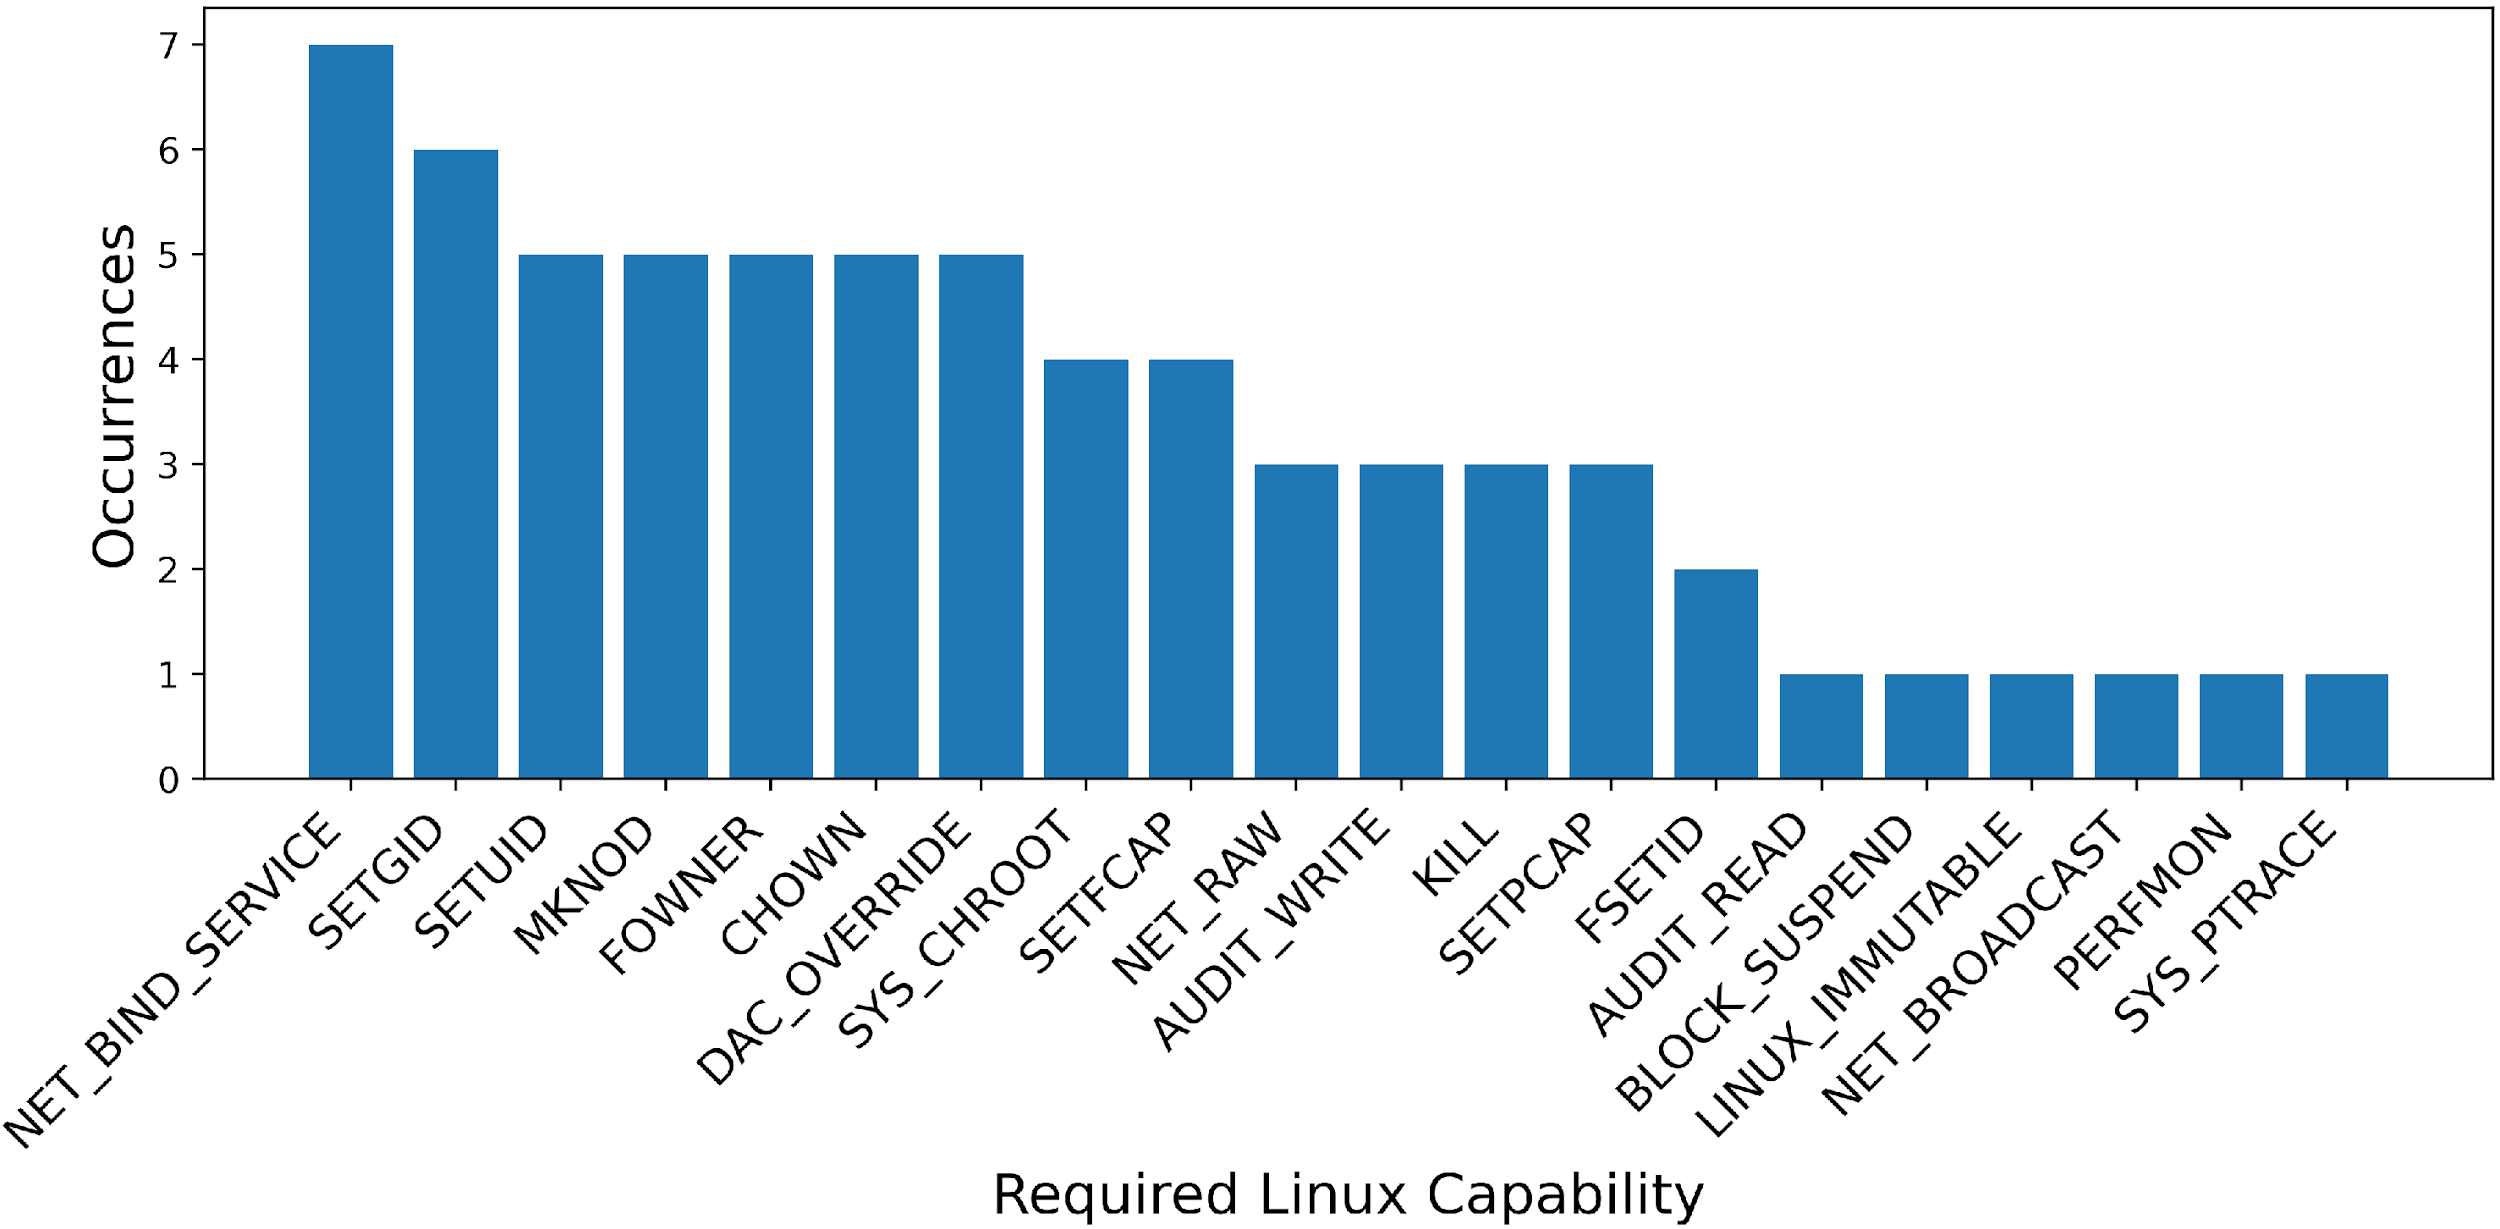 7
6
5
4
3
2
1
0
Occurrences
NET_BIND_SERVICE
SETGID
SETUID
MKNOD
FOWNER
CHOWN
DAC_OVERRIDE
SYS_CHROOT
SETFCAP
NET_RAW
AUDIT_WRITE
KILL
SETPCAP
FSETIID
AUDIT_READ
BLOCK_SUSPEND
LINUX_IMMUTABLE
NET_BROADCAST
PERFMON
SYS_PTRACE
Required Linux Capability